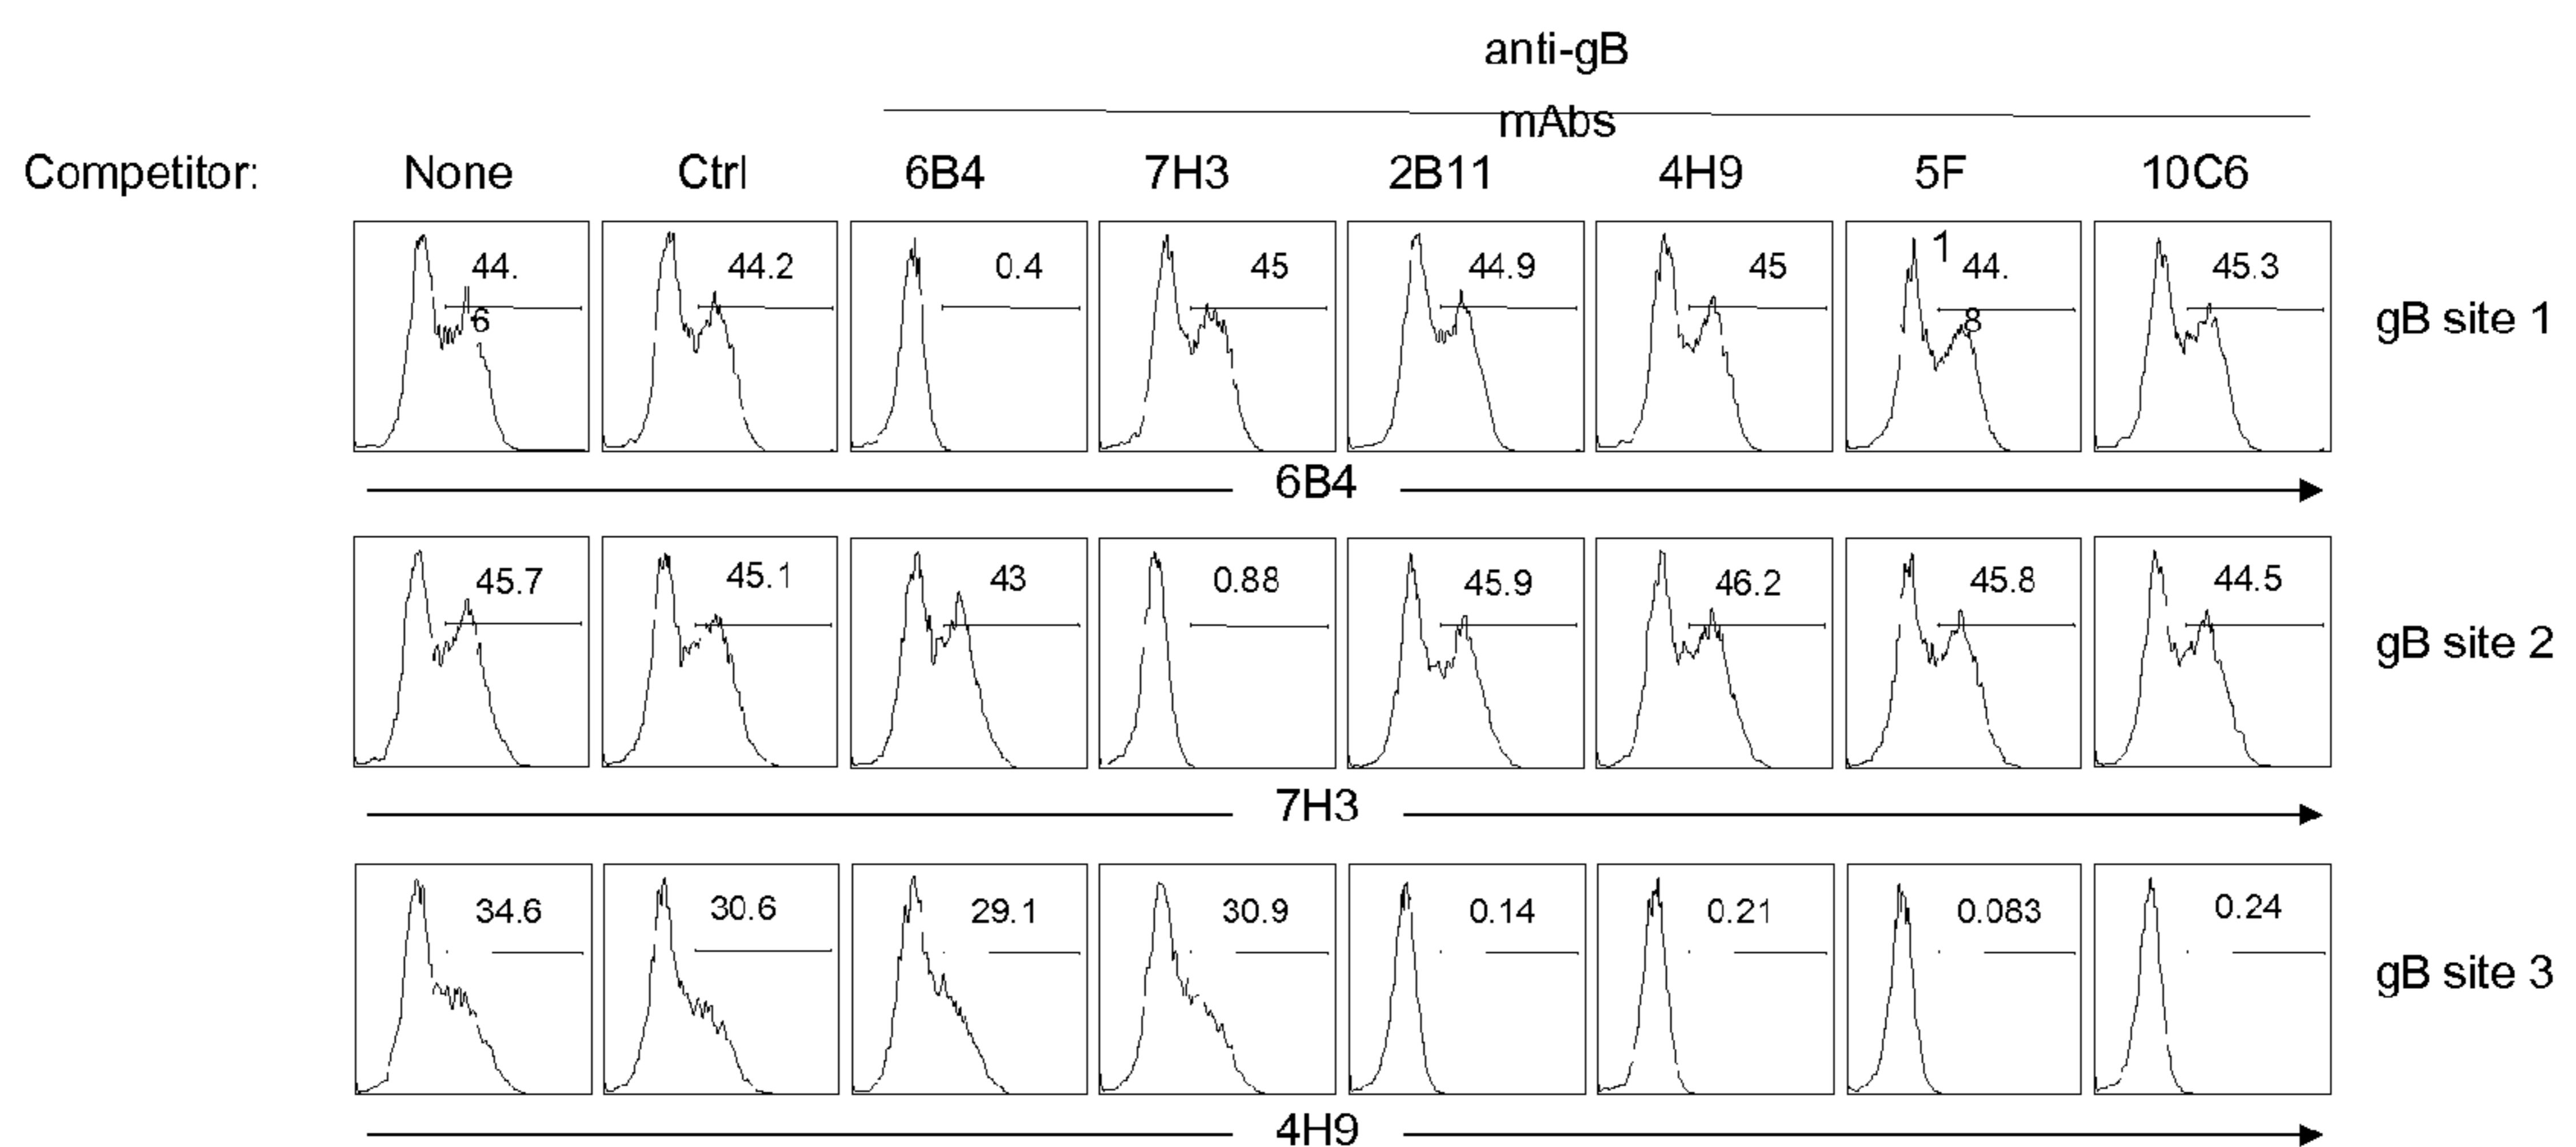 anti-gB
mAbs
Competitor: None Ctrl 6B4 7H3 2B11 4H9 5F 10C6
1
44. 44.2 0.4 45 44.9 45 44. 45.3
6 8
gB site 1
6B4
45.7 45.1 43 0.88 45.9 46.2 45.8 44.5
gB site 2
7H3
34.6 30.6 29.1 30.9 0.14 0.21 0.083 0.24
gB site 3
4H9